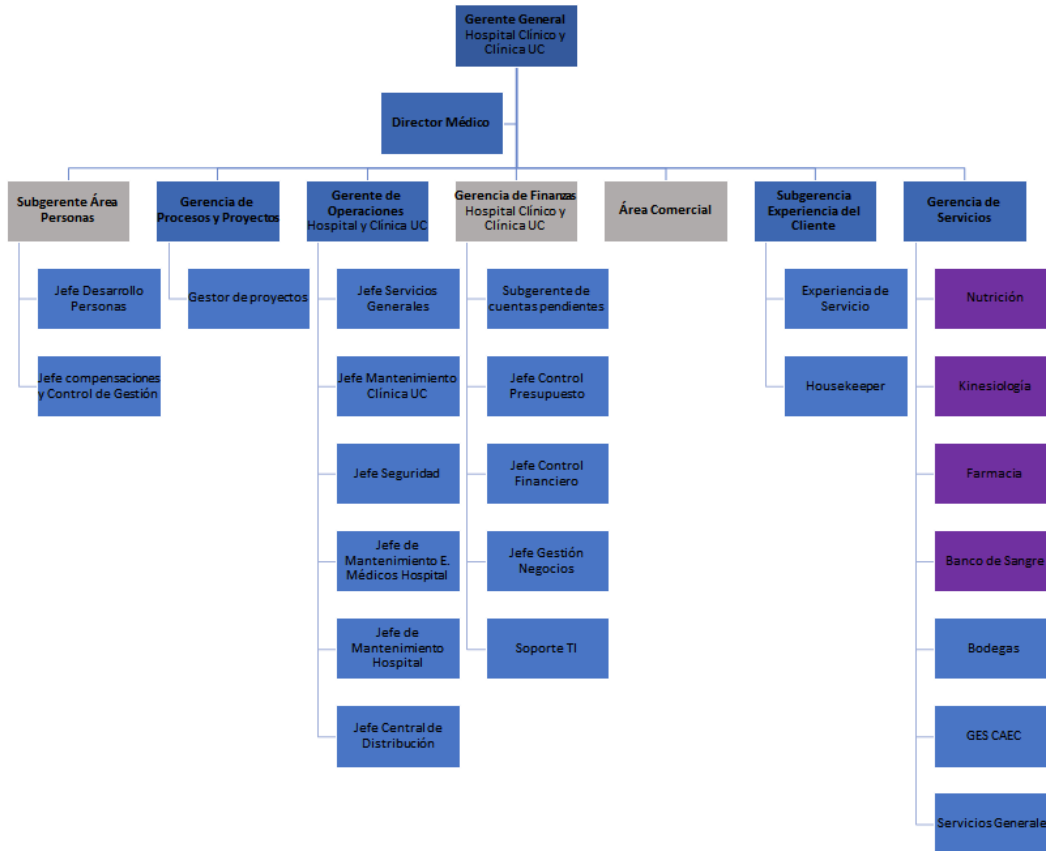 Gerente General
Hospital Clínico y
Clínica UC
Director Médico
Subgerente Área
Personas
Gerencia de
Procesos y Proyectos
Gerente de
Operaciones
Hospital y Clínica UC
Gerencia de Finanzas
Hospital Clínico y
Clínica UC
Área Comercial
Subgerencia
Experiencia del
Cliente
Gerencia de
Servicios
Jefe Desarrollo
Personas
Jefe compensaciones
y Control de Gestión
Gestor de proyectos
Jefe Servicios
Generales
Jefe Mantenimiento
Clínica UC
Jefe Seguridad
Jefe de
Mantenimiento E.
Médicos Hospital
Jefe de
Mantenimiento
Hospital
Jefe Central de
Distribución
Subgerente de
cuentas pendientes
Jefe Control
Presupuesto
Jefe Control
Financiero
Jefe Gestión
Negocios
Soporte TI
Experiencia de
Servicio
Housekeeper
Nutrición
Kinesiología
Farmacia
Banco de Sangre
Bodegas
GES CAEC
Servicios Generale